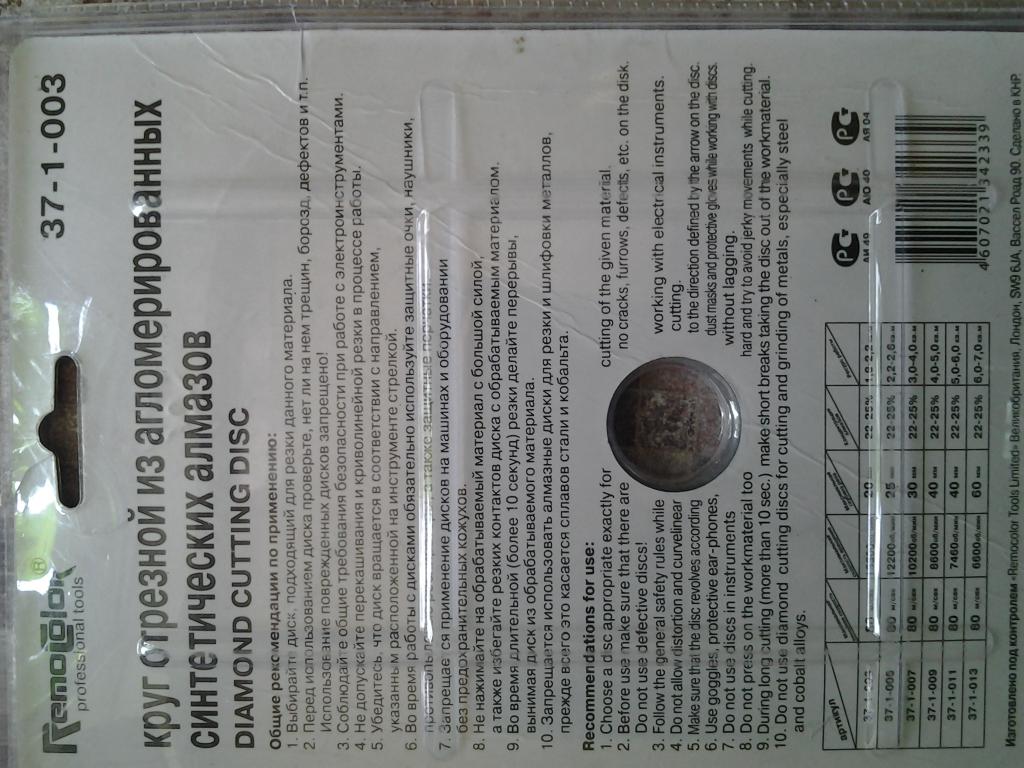 Remocolor®
professional tools
37-1-003
круг отрезной из агломерированных
синтетических алмазов
DIAMOND CUTTING DISC
Общие рекомендации по применению:
1. Выбирайте диск, подходящий для резки данного материала.
2. Перед использованием диска проверьте, нет ли на нем трещин, борозд, дефектов и т.п.
Использование поврежденных дисков запрещено!
3. Соблюдайте общие требования безопасности при работе с электроинструментами.
4. Не допускайте перекашивания и криволинейной резки в процессе работы.
5. Убедитесь, что диск вращается в соответствии с направлением,
указанным расположенной на инструменте стрелкой.
6. Во время работы с дисками обязательно используйте защитные очки, наушники,
а также защитные
7. Запрещается применение дисков на машинах и оборудовании
без предохранительных кожухов.
8. Не нажимайте на обрабатываемый материал с большой силой,
а также избегайте резких контактов диска с обрабатываемым материалом.
9. Во время длительной (более 10 секунд) резки делайте перерывы,
вынимая диск из обрабатываемого материала.
10. Запрещается использовать алмазные диски для резки и шлифовки металлов,
прежде всего это касается сплавов стали и кобальта.
Recommendations for use:
1. Choose a disc appropriate exactly for cutting of the given material.
2. Before use make sure that there are no cracks, furrows, defects, etc. on the disk.
Do not use defective discs!
3. Follow the general safety rules while working with electrical instruments.
4. Do not allow distortion and curvelinear cutting.
5. Make sure that the disc revolves according to the direction defined by the arrow on the disc.
6. Use goggles, protective ear-phones, dust masks and protective gloves while working with discs.
7. Do not use discs in instruments without lagging.
8. Do not press on the workmaterial too hard and try to avoid jerky movements while cutting.
9. During long cutting (more than 10 sec.) make short breaks taking the disc out of the workmaterial.
10. Do not use diamond cutting discs for cutting and grinding of metals, especially steel
and cobalt alloys.
артикул
22-25%
37-1-005 80 м/сек 12200 об/мин 25 мм 22-25% 2,2-2,6 кв.м
37-1-007 80 м/сек 10200 об/мин 30 мм 22-25% 3,0-4,0 кв.м
37-1-009 80 м/сек 8600 об/мин 40 мм 22-25% 4,0-5,0 кв.м
37-1-011 80 м/сек 7460 об/мин 40 мм 22-25% 5,0-6,0 кв.м
37-1-013 80 м/сек 6600 об/мин 60 мм 22-25% 6,0-7,0 кв.м
АИ 49 АЮ 40 АЯ 04
4 607071 342339
Изготовлено под контролем «Remocolor Tools Limited» Великобритания, Лондон, SW9 6JA, Вассел Роад 90. Сделано в КНР.